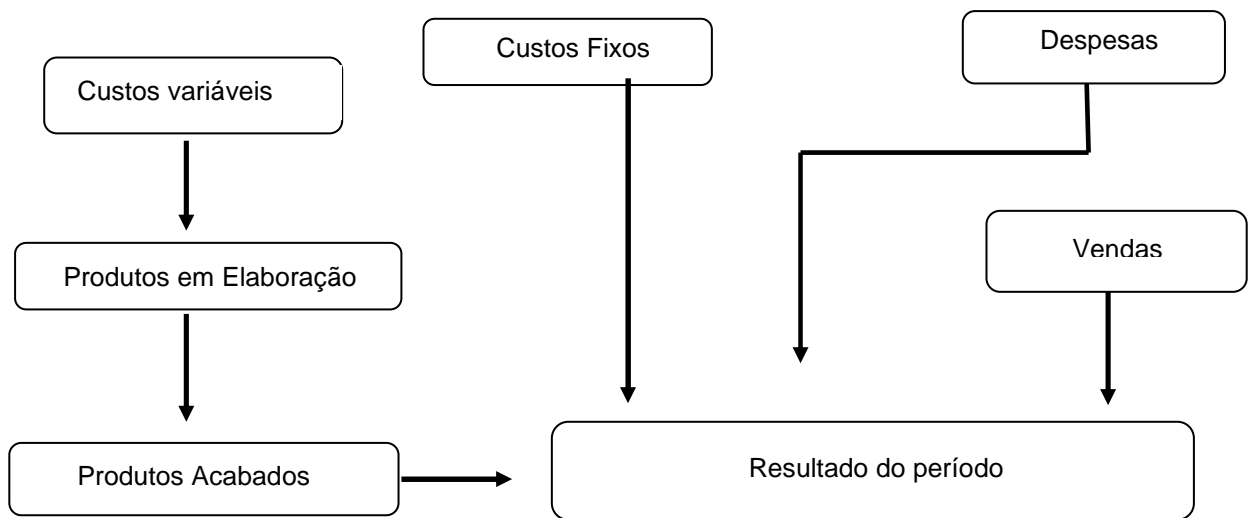 Custos Fixos
Despesas
Custos variáveis
Vendas
Produtos em Elaboração
Produtos Acabados
Resultado do período